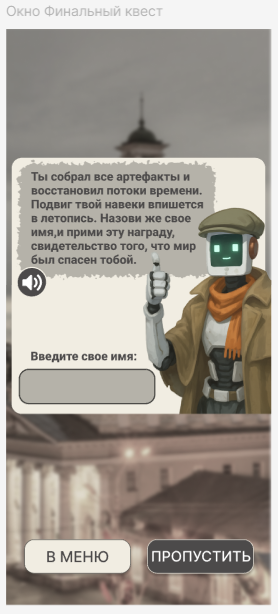 Окно Финальный квест
Ты собрал все артефакты и
восстановил потоки времени.
Подвиг твой навеки впишется
в летопись. Назови же свое
имя,и прими эту награду,
свидетельство того, что мир
был спасен тобой.
Введите свое имя:
В МЕНЮ
ПРОПУСТИТЬ